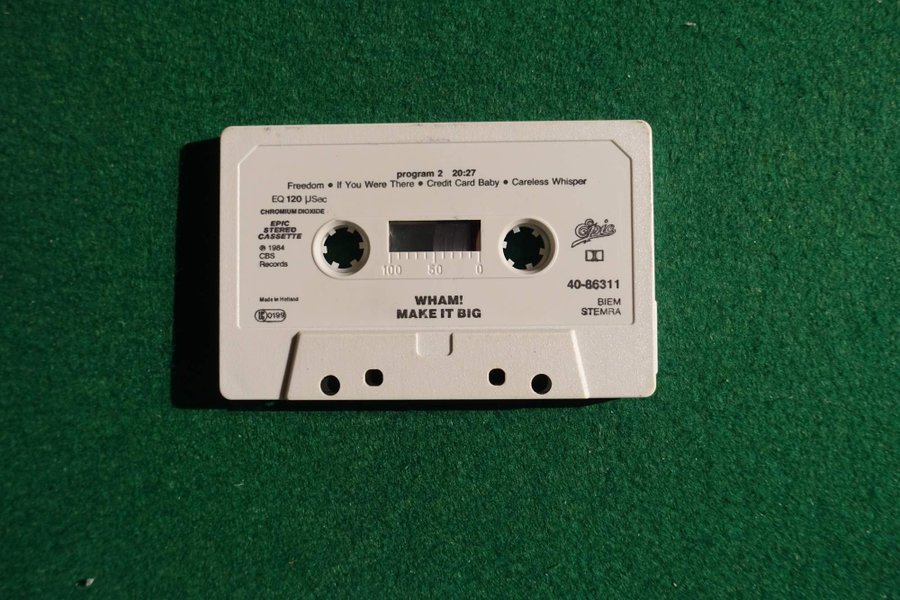 program 2 20:27
Freedom • If You Were There • Credit Card Baby • Careless Whisper
EQ 120 µSec
CHROMIUM DIOXIDE
EPIC
STEREO
CASSETTE
℗ 1984
CBS
Records
Epic
100 50 0
40-86311
Made in Holland
WHAM!
MAKE IT BIG
BIEM
STEMRA
0199